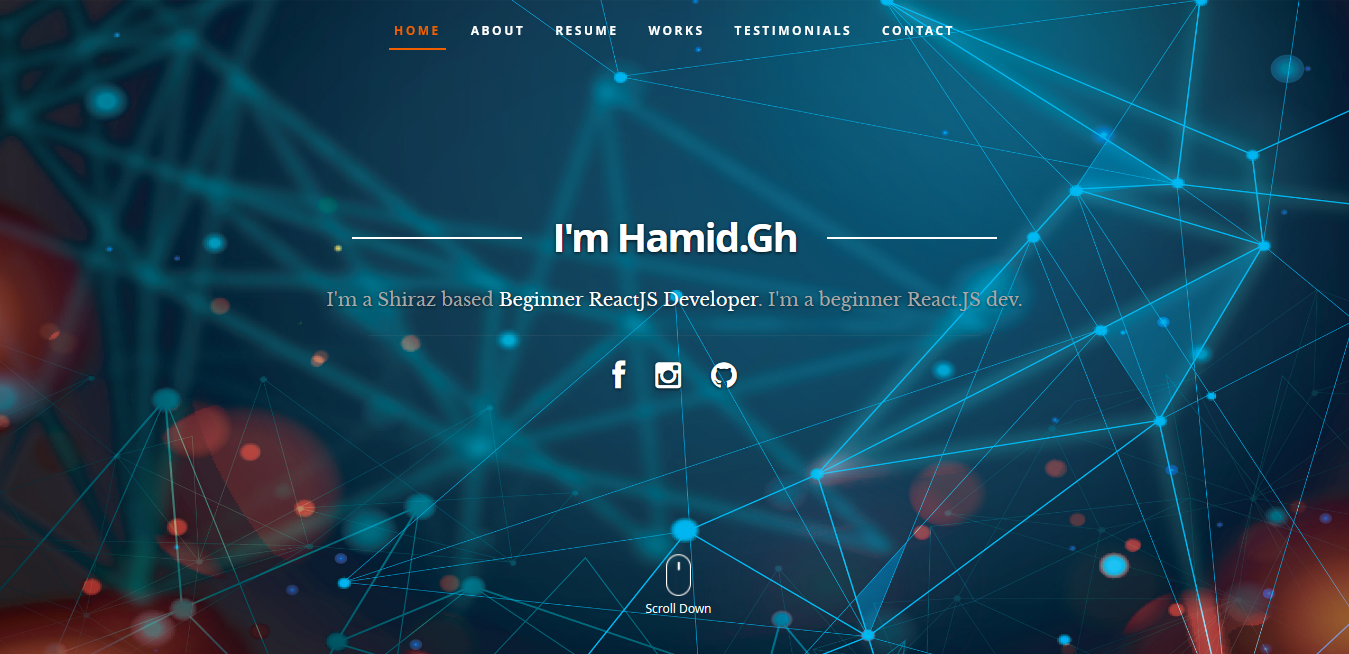 HOME ABOUT RESUME WORKS TESTIMONIALS CONTACT
I'm Hamid.Gh
I'm a Shiraz based Beginner ReactJS Developer. I'm a beginner React.JS dev.
Scroll Down